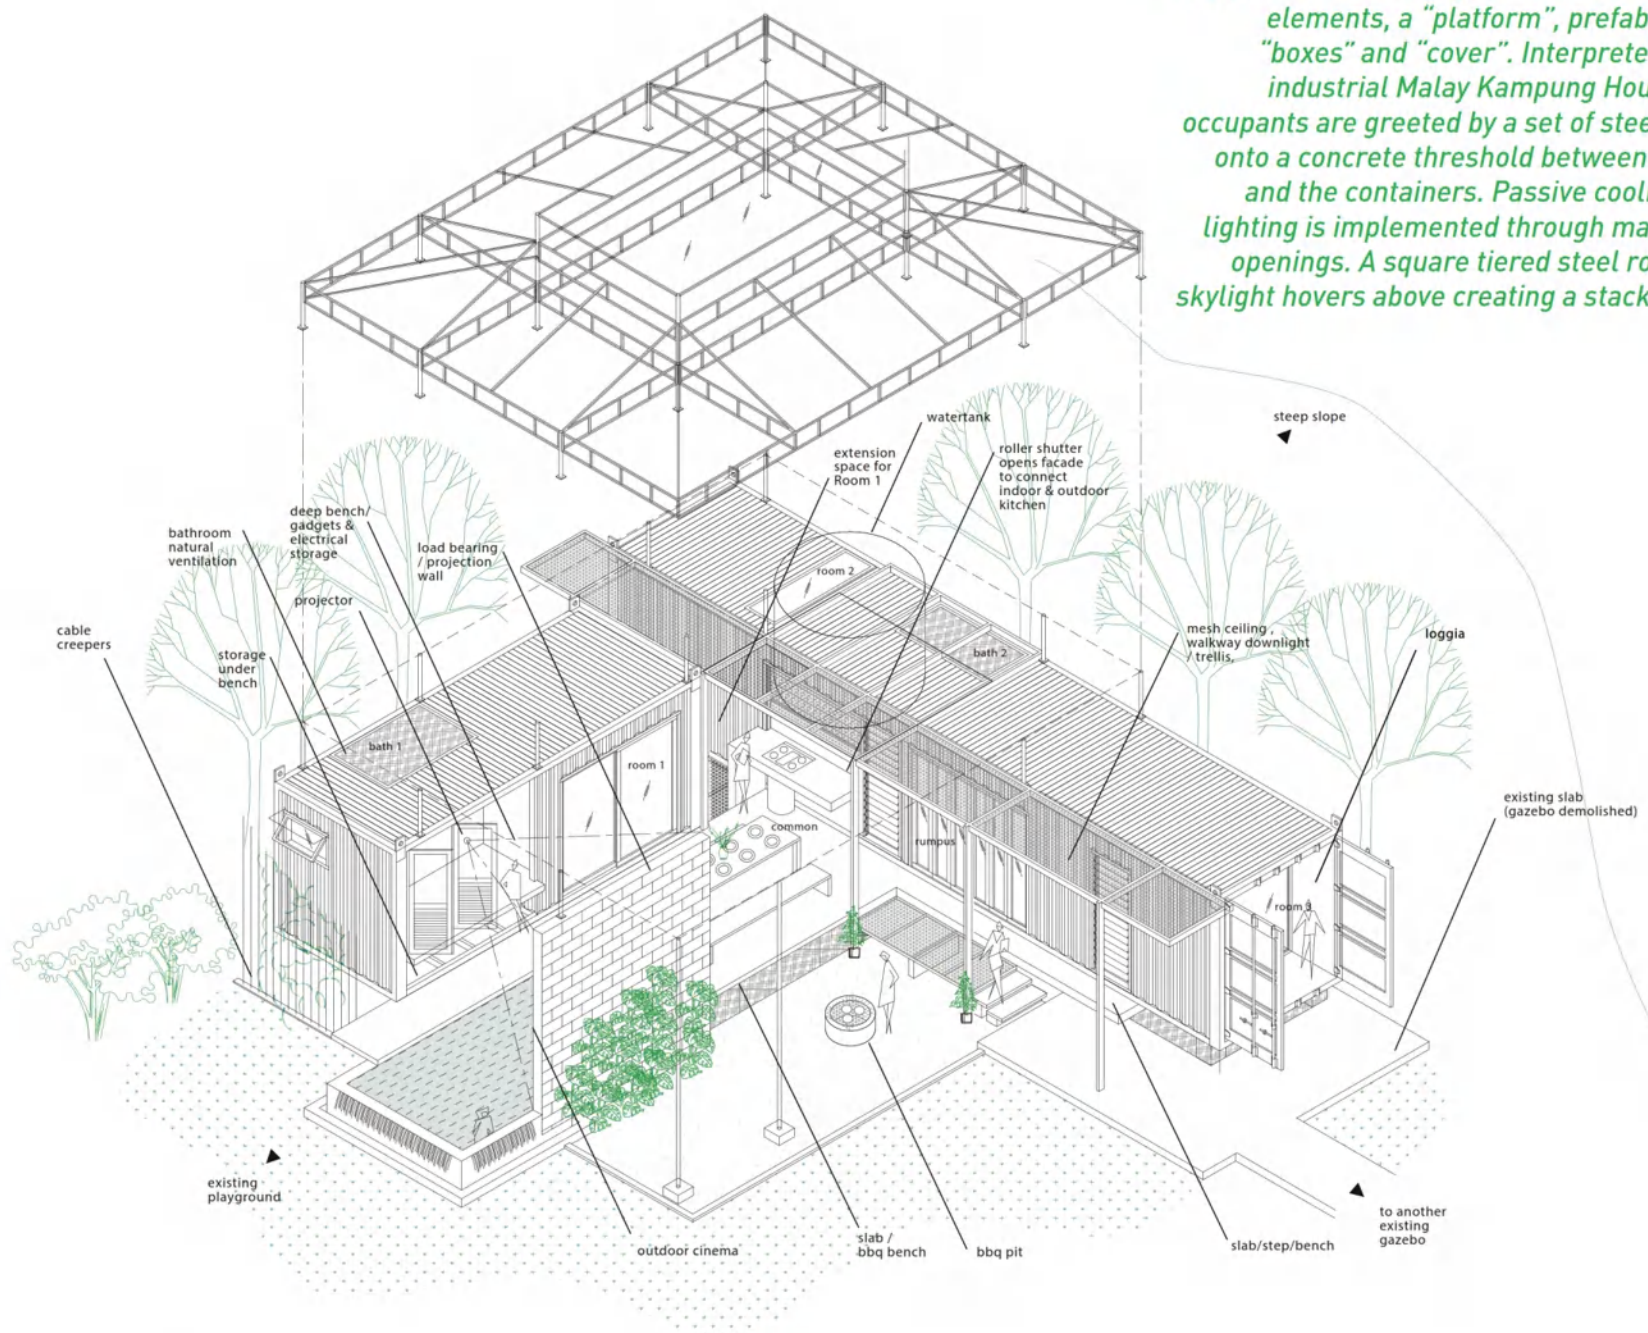 elements, a “platform”, prefab
“boxes” and “cover”. Interprete
industrial Malay Kampung Hou
occupants are greeted by a set of stee
onto a concrete threshold between
and the containers. Passive cooli
lighting is implemented through ma
openings. A square tiered steel ro
skylight hovers above creating a stack
steep slope
watertank
roller shutter
opens facade
to connect
indoor & outdoor
kitchen
extension
space for
Room 1
deep bench/
gadgets &
electrical
storage
bathroom
natural
ventilation
load bearing
/ projection
wall
projector
cable
creepers
storage
under
bench
room 2
bath 2
mesh ceiling ,
walkway downlight
/ trellis,
loggia
bath 1
room 1
common
rumpus
room 3
existing slab
(gazebo demolished)
existing
playground
outdoor cinema
slab /
bbq bench
bbq pit
slab/step/bench
to another
existing
gazebo